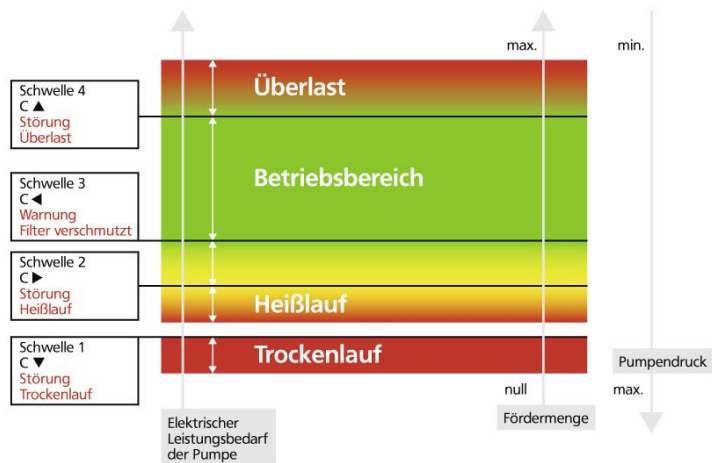 max.
min.
Überlast
Schwelle 4
C ▲
Störung
Überlast
Betriebsbereich
Schwelle 3
C ◀
Warnung
Filter verschmutzt
Schwelle 2
C ▶
Störung
Heißlauf
Heißlauf
Schwelle 1
C ▼
Störung
Trockenlauf
Trockenlauf
Pumpendruck
null
max.
Elektrischer
Leistungsbedarf
der Pumpe
Fördermenge